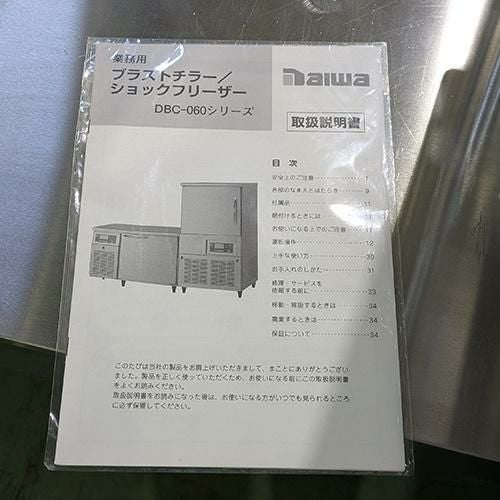 業務用
ブラストチラー/
ショックフリーザー
DBC-060シリーズ
Daiwa
取扱説明書
目次
安全上のご注意 1
各部のなまえとはたらき 9
付属品 11
据付けるときには 11
お使いになる上でのご注意 11
運転操作 12
上手な使い方 30
お手入れのしかた 31
修理・サービスを
依頼する前に 33
移動・移設するときは 34
廃棄するときは 34
保証について 34
このたびは当社の製品をお買上げいただきまして、まことにありがとうござい
ました。製品を正しく使っていただくため、お使いになる前にこの取扱説明書
をよくお読みください。
取扱説明書をお読みになった後は、お使いになる方がいつでも見られるところ
に必ず保管してください。